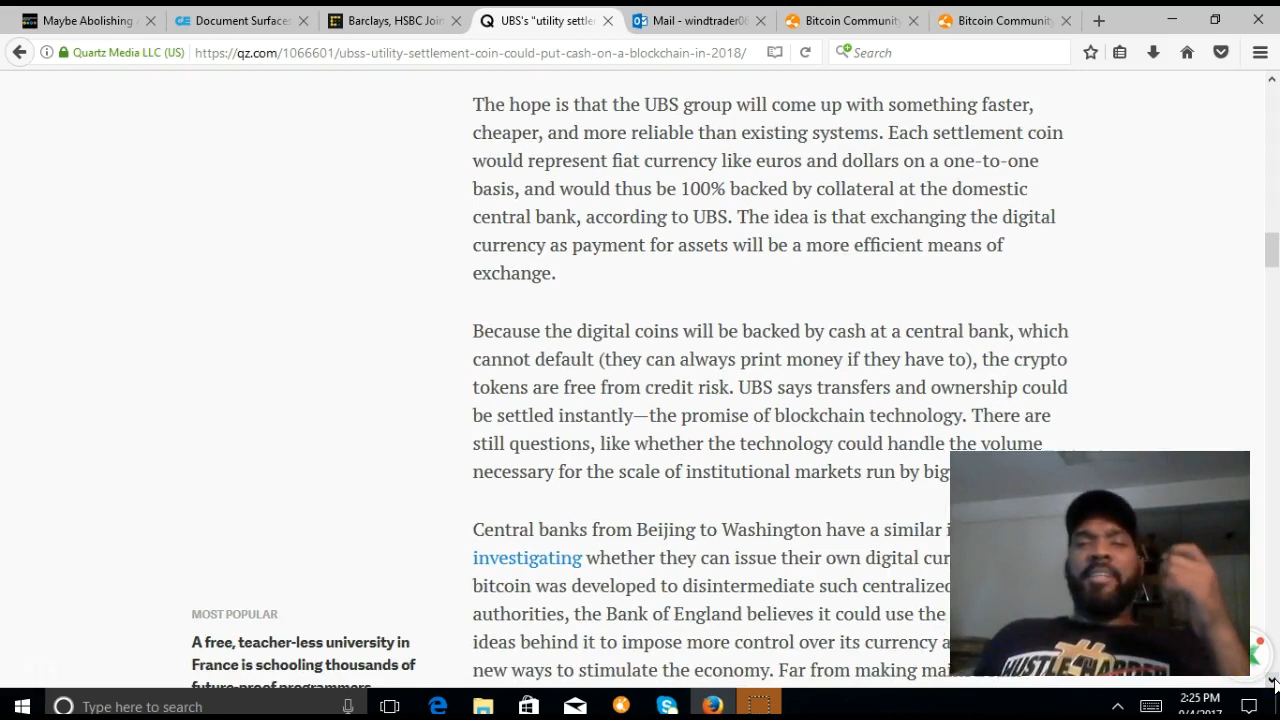 Maybe Abolishing
Document Surfaces
Barclays, HSBC Join
UBS's "utility settle
Mail - windtrader06
Bitcoin Community
Bitcoin Community
Quartz Media LLC (US)
https://qz.com/1066601/ubss-utility-settlement-coin-could-put-cash-on-a-blockchain-in-2018/
Search
The hope is that the UBS group will come up with something faster,
cheaper, and more reliable than existing systems. Each settlement coin
would represent fiat currency like euros and dollars on a one-to-one
basis, and would thus be 100% backed by collateral at the domestic
central bank, according to UBS. The idea is that exchanging the digital
currency as payment for assets will be a more efficient means of
exchange.
Because the digital coins will be backed by cash at a central bank, which
cannot default (they can always print money if they have to), the crypto
tokens are free from credit risk. UBS says transfers and ownership could
be settled instantly—the promise of blockchain technology. There are
still questions, like whether the technology could handle the volume
necessary for the scale of institutional markets run by big
Central banks from Beijing to Washington have a similar
investigating whether they can issue their own digital cur
bitcoin was developed to disintermediate such centralized
authorities, the Bank of England believes it could use the
ideas behind it to impose more control over its currency a
new ways to stimulate the economy. Far from making mai
MOST POPULAR
A free, teacher-less university in
France is schooling thousands of
future-proof programmers
HUSTLE HARDER
Type here to search
2:25 PM
9/4/2017